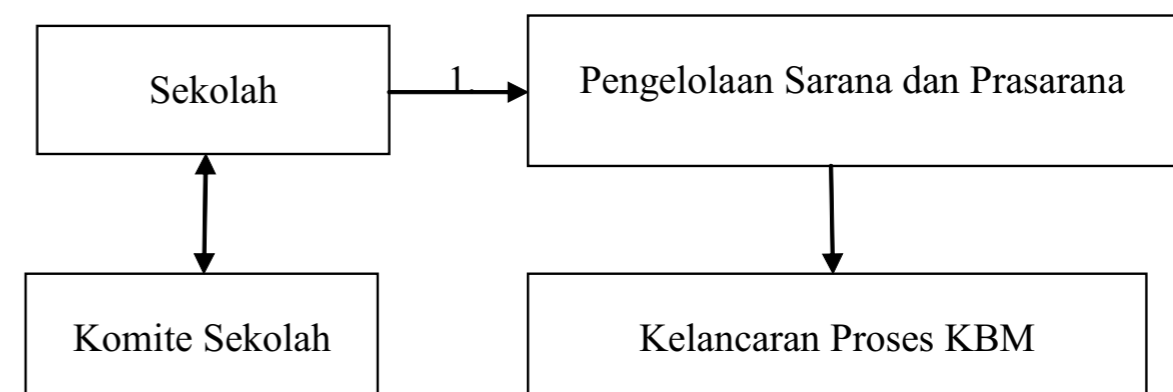 Sekolah
1.
Pengelolaan Sarana dan Prasarana
Komite Sekolah
Kelancaran Proses KBM